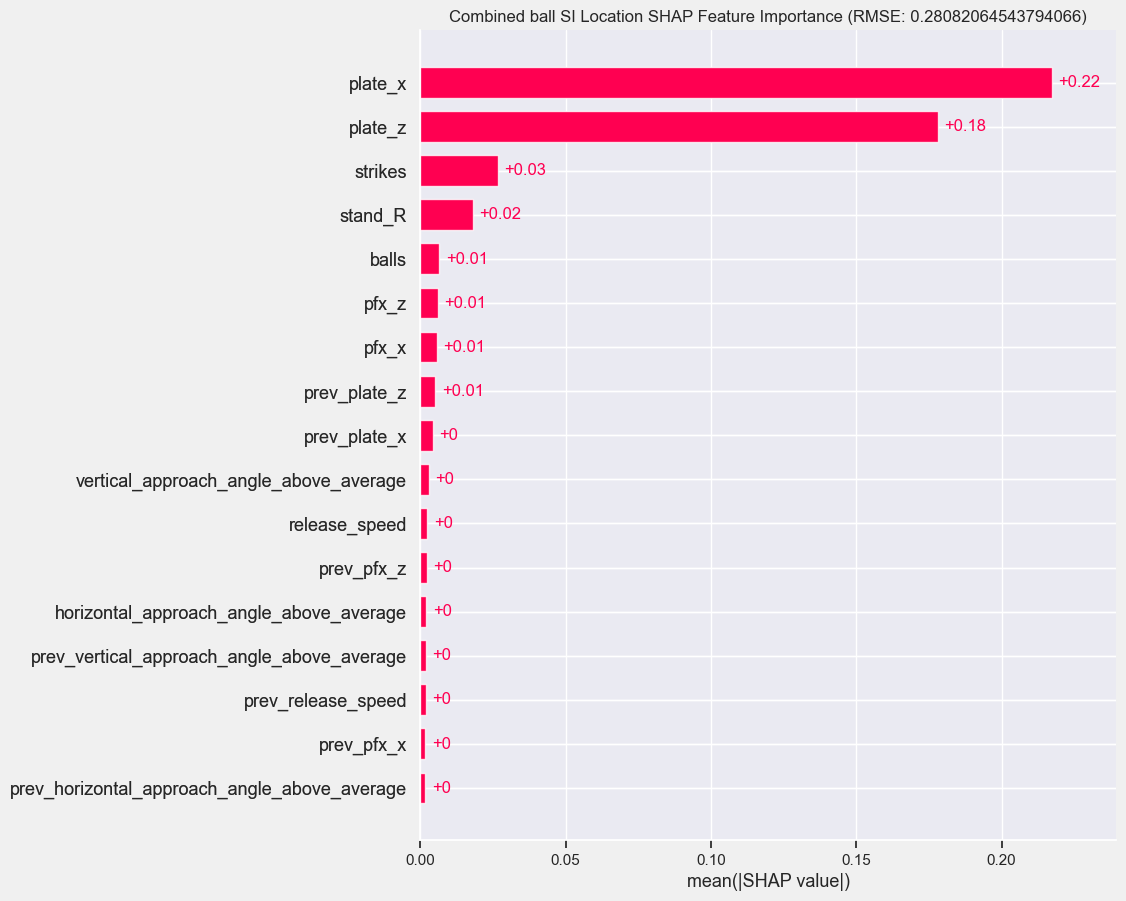 Combined ball SI Location SHAP Feature Importance (RMSE: 0.28082064543794066)
plate_x +0.22
plate_z +0.18
strikes +0.03
stand_R +0.02
balls +0.01
pfx_z +0.01
pfx_x +0.01
prev_plate_z +0.01
prev_plate_x +0
vertical_approach_angle_above_average +0
release_speed +0
prev_pfx_z +0
horizontal_approach_angle_above_average +0
prev_vertical_approach_angle_above_average +0
prev_release_speed +0
prev_pfx_x +0
prev_horizontal_approach_angle_above_average +0
0.00 0.05 0.10 0.15 0.20
mean(|SHAP value|)